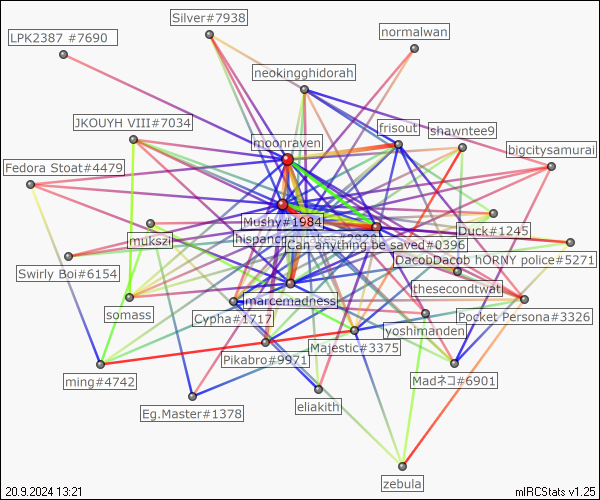 Silver#7938
normalwan
LPK2387 #7690
neokingghidorah
JKOUYH VIII#7034
frisout
shawntee9
moonraven
bigcitysamurai
Fedora Stoat#4479
Mushy#1984
Duck#1245
mukszi
Can anything be saved#0396
DacobDacob hORNY police#5271
Swirly Boi#6154
thesecondtwat
marcemadness
somass
Cypha#1717
Pocket Persona#3326
yoshimanden
Majestic#3375
Pikabro#9971
ming#4742
Madネコ#6901
Eg.Master#1378
eliakith
zebula
20.9.2024 13:21
mIRCStats v1.25